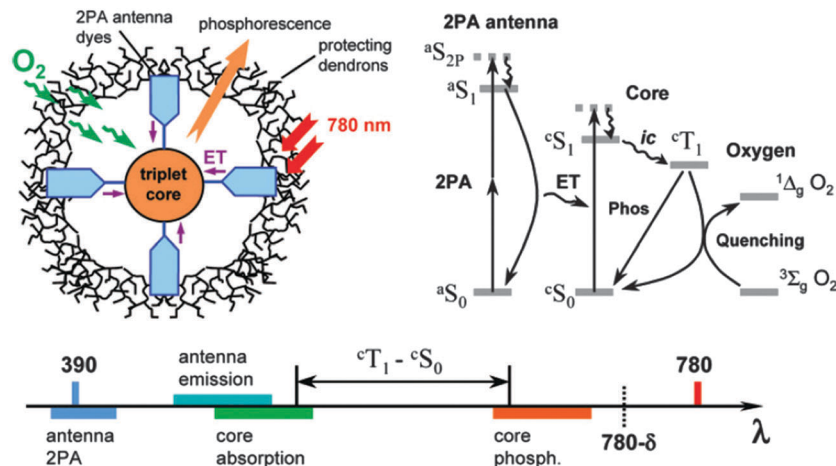 2PA antenna
dyes
phosphorescence
protecting
dendrons
O₂
780 nm
ET
triplet
core
2PA antenna
ᵃS₂P
ᵃS₁
2PA
ᵃS₀
ET
Core
ᶜS₁
ic
ᶜT₁
Phos
ᶜS₀
Oxygen
¹Δg O₂
Quenching
³Σg O₂
390
antenna
emission
ᶜT₁ - ᶜS₀
780
antenna
2PA
core
absorption
core
phosph.
780-δ
λ